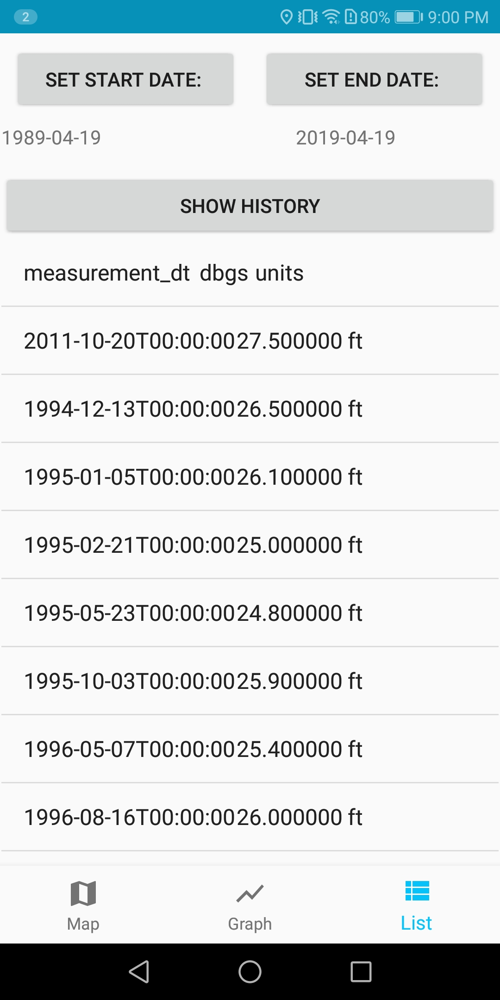 2 80% 9:00 PM
SET START DATE: SET END DATE:
1989-04-19 2019-04-19
SHOW HISTORY
measurement_dt dbgs units
2011-10-20T00:00:0027.500000 ft
1994-12-13T00:00:0026.500000 ft
1995-01-05T00:00:0026.100000 ft
1995-02-21T00:00:0025.000000 ft
1995-05-23T00:00:0024.800000 ft
1995-10-03T00:00:0025.900000 ft
1996-05-07T00:00:0025.400000 ft
1996-08-16T00:00:0026.000000 ft
Map Graph List